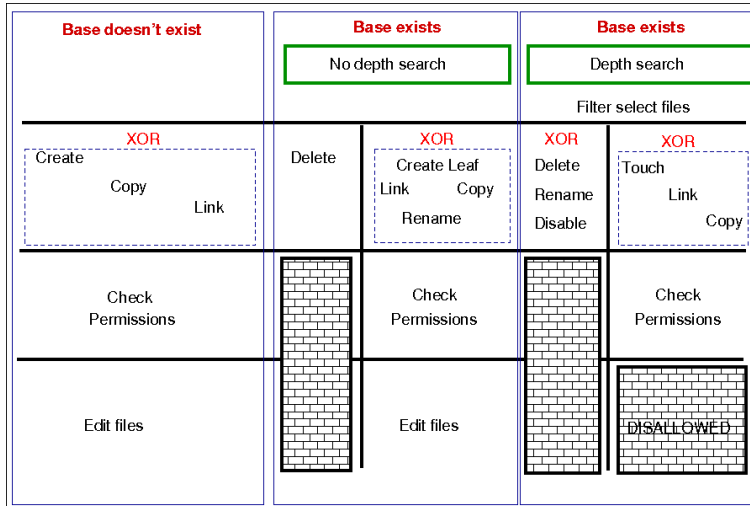 Base doesn't exist
Base exists
Base exists
No depth search
Depth search
Filter select files
XOR
Create
Copy
Link
Delete
XOR
Create Leaf
Link Copy
Rename
XOR
Delete
Rename
Disable
XOR
Touch
Link
Copy
Check
Permissions
Check
Permissions
Check
Permissions
Edit files
Edit files
DISALLOWED